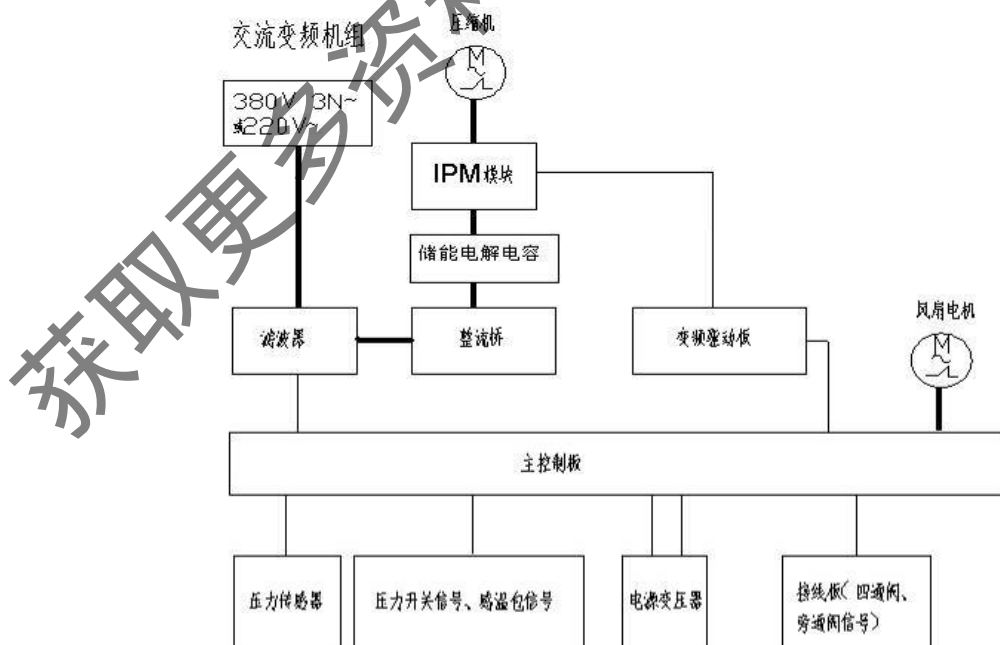 交流变频机组
压缩机
M
380V 3N~
或220V~
IPM模块
储能电解电容
滤波器
整流桥
变频驱动板
风扇电机
M
主控制板
压力传感器
压力开关信号、感温包信号
电源变压器
接线板(四通阀、
旁通阀信号)
获取更多资料